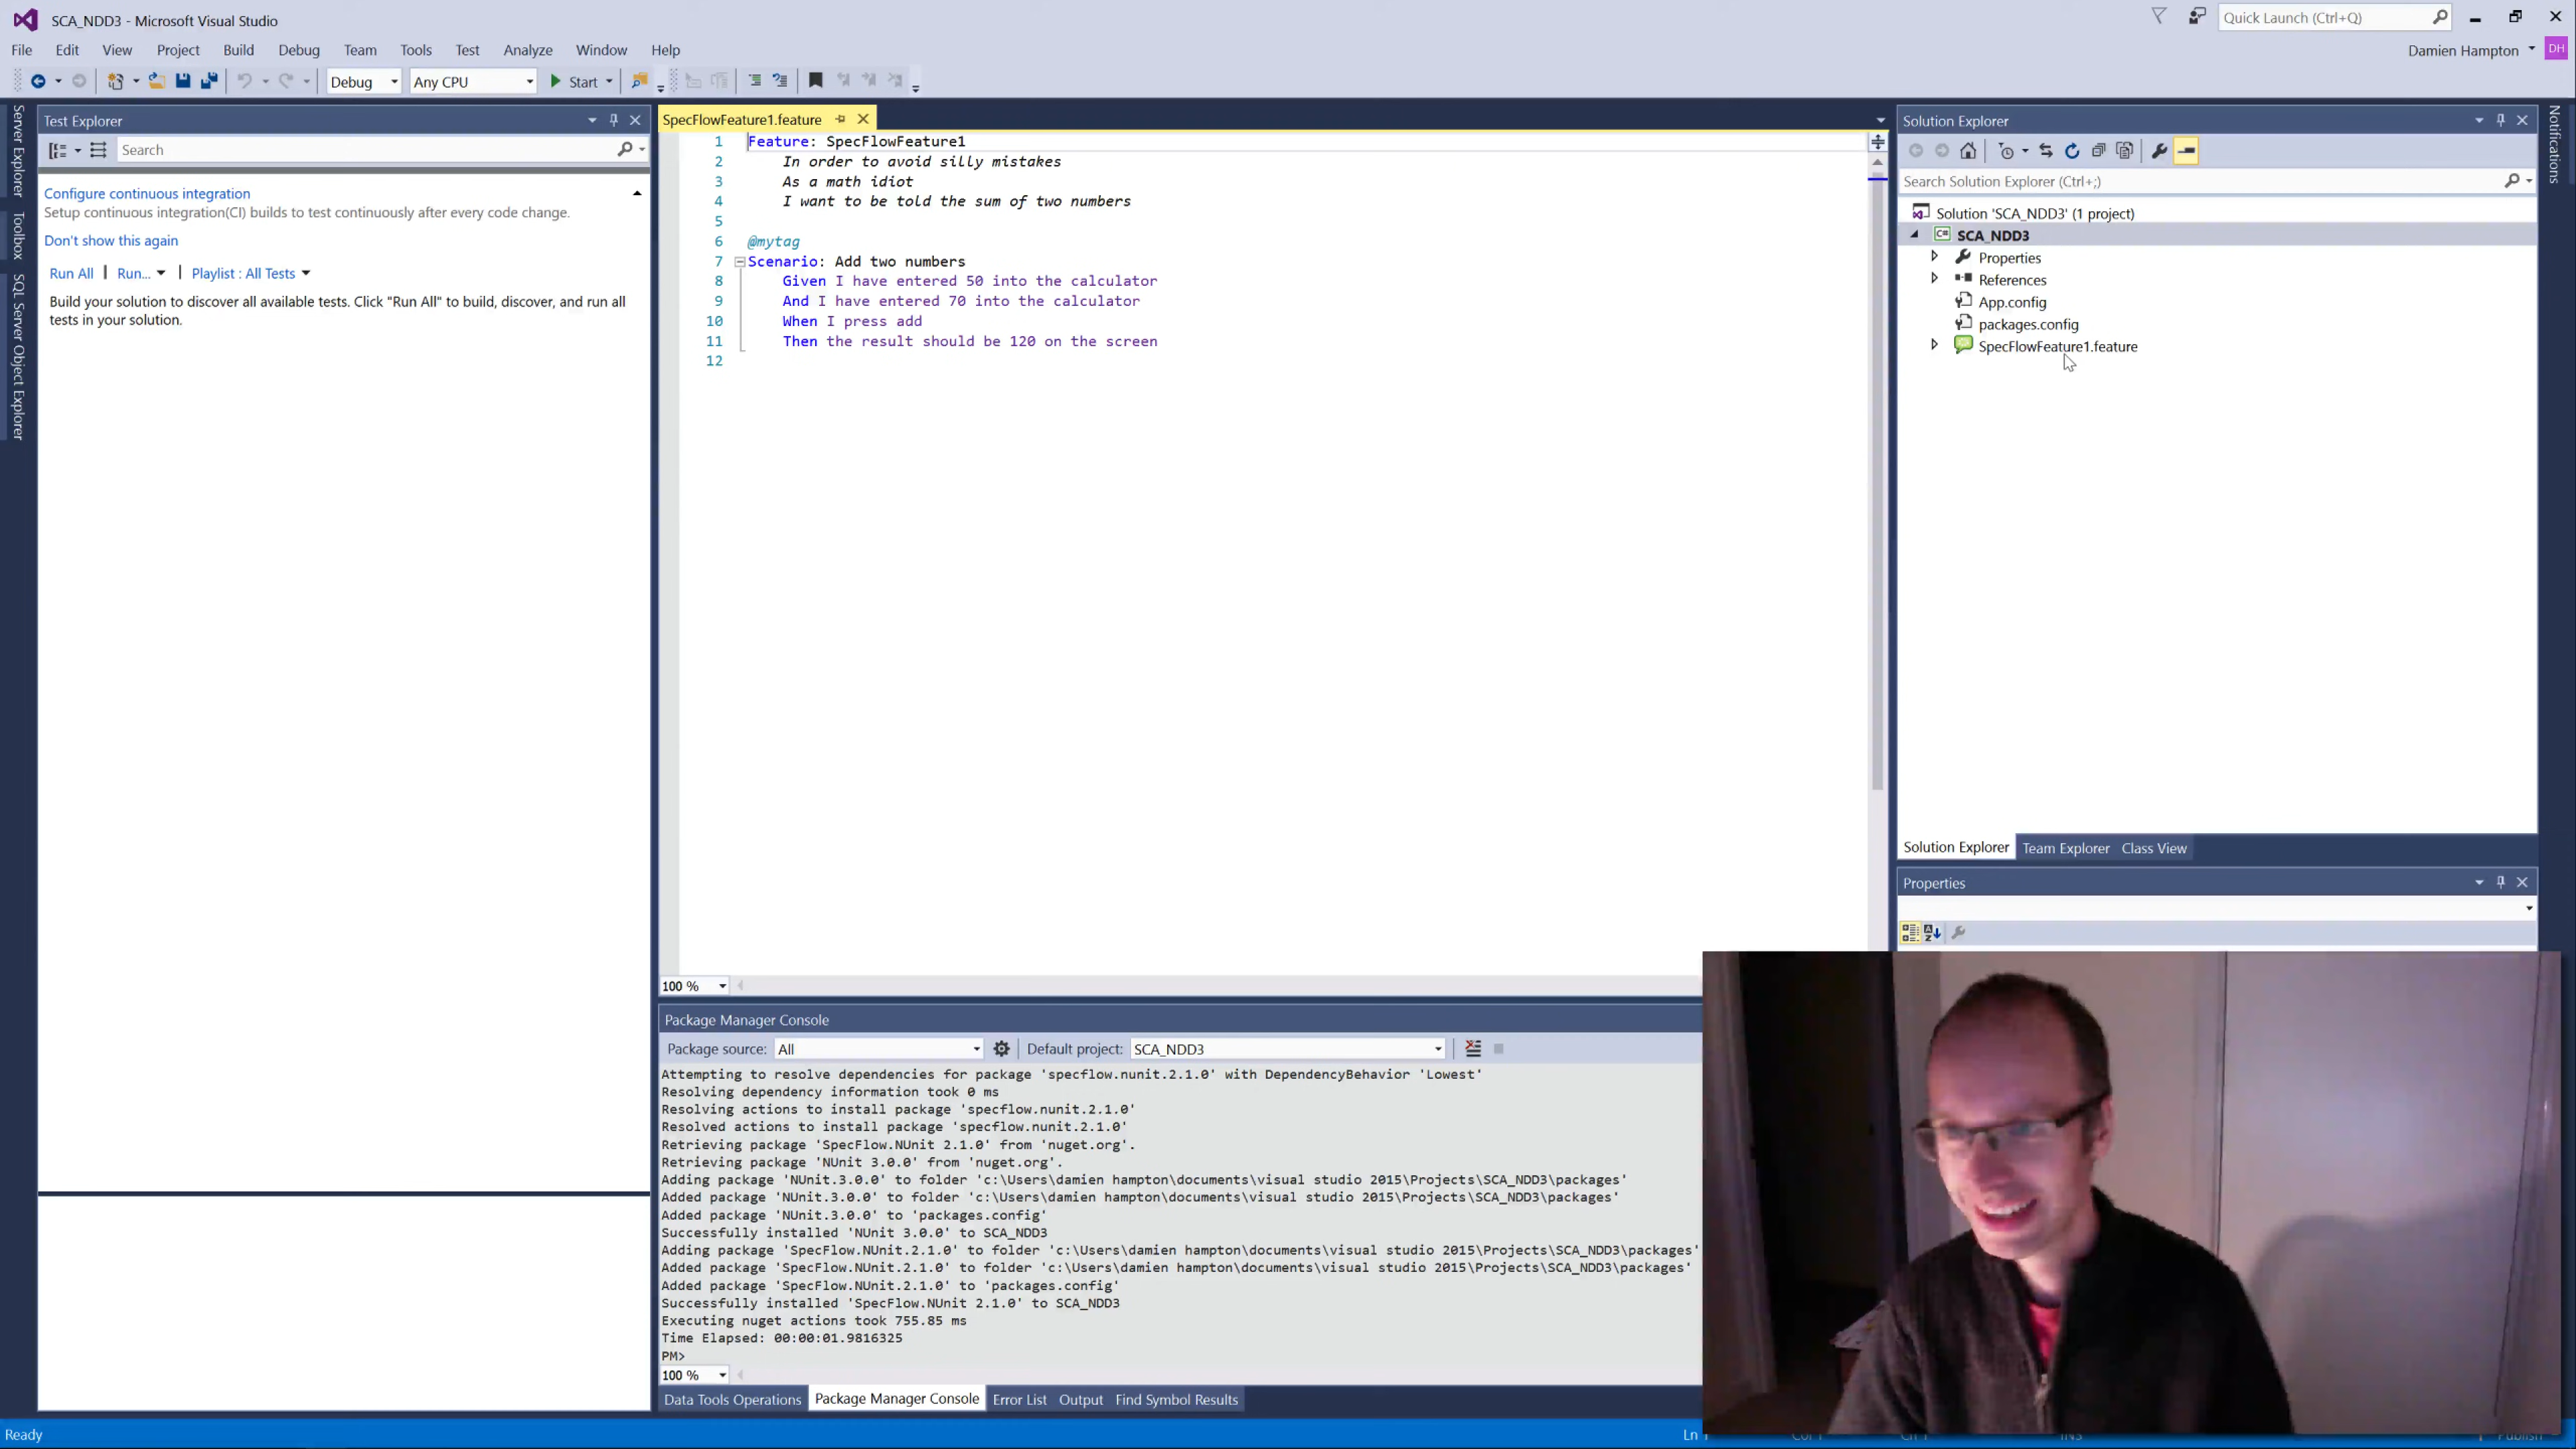 SCA_NDD3 - Microsoft Visual Studio
Quick Launch (Ctrl+Q)
File Edit View Project Build Debug Team Tools Test Analyze Window Help
Damien Hampton DH
Debug Any CPU Start
Server Explorer
Toolbox
SQL Server Object Explorer
Test Explorer
Search
Configure continuous integration
Setup continuous integration(CI) builds to test continuously after every code change.
Don't show this again
Run All | Run... | Playlist : All Tests
Build your solution to discover all available tests. Click "Run All" to build, discover, and run all
tests in your solution.
SpecFlowFeature1.feature
1 Feature: SpecFlowFeature1
2 In order to avoid silly mistakes
3 As a math idiot
4 I want to be told the sum of two numbers
5
6 @mytag
7 Scenario: Add two numbers
8 Given I have entered 50 into the calculator
9 And I have entered 70 into the calculator
10 When I press add
11 Then the result should be 120 on the screen
12
100 %
Package Manager Console
Package source: All Default project: SCA_NDD3
Attempting to resolve dependencies for package 'specflow.nunit.2.1.0' with DependencyBehavior 'Lowest'
Resolving dependency information took 0 ms
Resolving actions to install package 'specflow.nunit.2.1.0'
Resolved actions to install package 'specflow.nunit.2.1.0'
Retrieving package 'SpecFlow.NUnit 2.1.0' from 'nuget.org'.
Retrieving package 'NUnit 3.0.0' from 'nuget.org'.
Adding package 'NUnit.3.0.0' to folder 'c:\Users\damien hampton\documents\visual studio 2015\Projects\SCA_NDD3\packages'
Added package 'NUnit.3.0.0' to folder 'c:\Users\damien hampton\documents\visual studio 2015\Projects\SCA_NDD3\packages'
Added package 'NUnit.3.0.0' to 'packages.config'
Successfully installed 'NUnit 3.0.0' to SCA_NDD3
Adding package 'SpecFlow.NUnit.2.1.0' to folder 'c:\Users\damien hampton\documents\visual studio 2015\Projects\SCA_NDD3\packages'
Added package 'SpecFlow.NUnit.2.1.0' to folder 'c:\Users\damien hampton\documents\visual studio 2015\Projects\SCA_NDD3\packages'
Added package 'SpecFlow.NUnit.2.1.0' to 'packages.config'
Successfully installed 'SpecFlow.NUnit 2.1.0' to SCA_NDD3
Executing nuget actions took 755.85 ms
Time Elapsed: 00:00:01.9816325
PM>
100 %
Data Tools Operations Package Manager Console Error List Output Find Symbol Results
Solution Explorer
Search Solution Explorer (Ctrl+;)
Solution 'SCA_NDD3' (1 project)
C# SCA_NDD3
Properties
References
App.config
packages.config
SpecFlowFeature1.feature
Solution Explorer Team Explorer Class View
Properties
Notifications
Ready